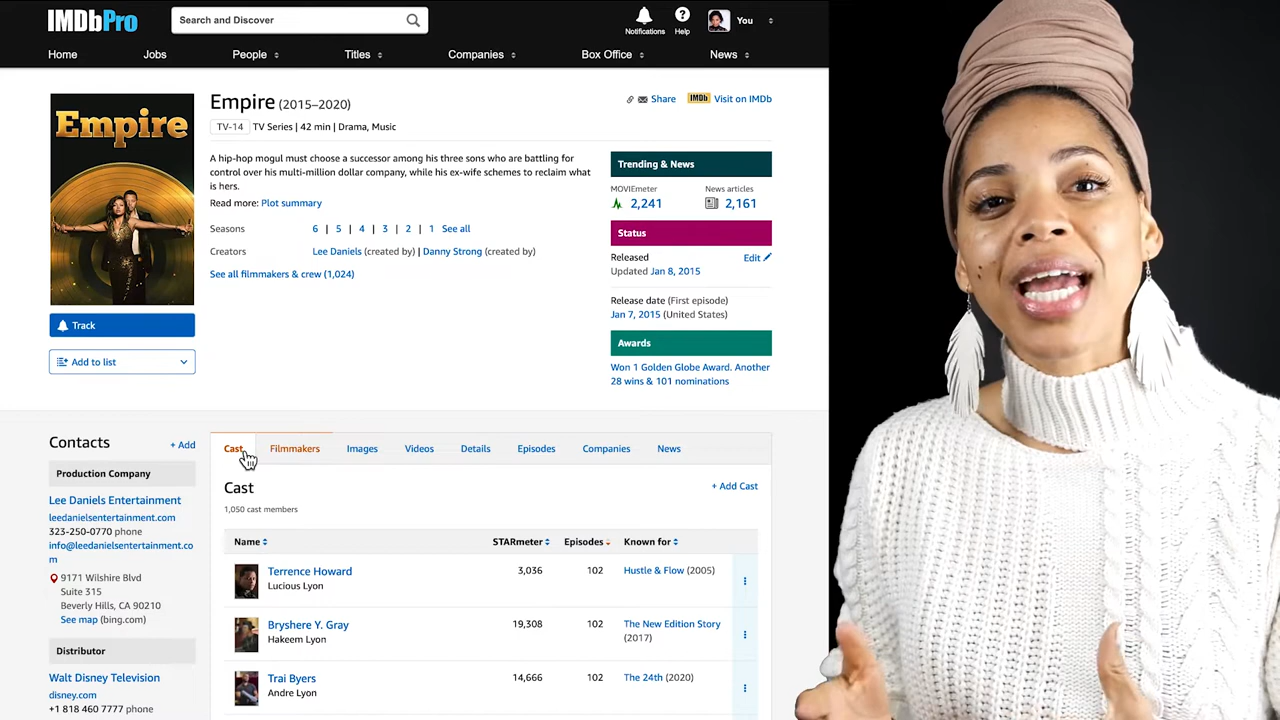 IMDbPro
Search and Discover
Notifications
Help
You
Home
Jobs
People
Titles
Companies
Box Office
News
Empire
Empire (2015–2020)
Share
IMDb Visit on IMDb
TV-14 TV Series | 42 min | Drama, Music
A hip-hop mogul must choose a successor among his three sons who are battling for
control over his multi-million dollar company, while his ex-wife schemes to reclaim what
is hers.
Read more: Plot summary
Seasons 6 | 5 | 4 | 3 | 2 | 1 See all
Creators Lee Daniels (created by) | Danny Strong (created by)
See all filmmakers & crew (1,024)
Trending & News
MOVIEmeter News articles
2,241 2,161
Status
Released Edit
Updated Jan 8, 2015
Release date (First episode)
Jan 7, 2015 (United States)
Awards
Won 1 Golden Globe Award. Another
28 wins & 101 nominations
Track
Add to list
Contacts + Add
Production Company
Lee Daniels Entertainment
leedanielsentertainment.com
323-250-0770 phone
info@leedanielsentertainment.co
m
9171 Wilshire Blvd
Suite 315
Beverly Hills, CA 90210
See map (bing.com)
Distributor
Walt Disney Television
disney.com
+1 818 460 7777 phone
Cast Filmmakers Images Videos Details Episodes Companies News
Cast + Add Cast
1,050 cast members
Name STARmeter Episodes Known for
Terrence Howard 3,036 102 Hustle & Flow (2005)
Lucious Lyon
Bryshere Y. Gray 19,308 102 The New Edition Story
Hakeem Lyon (2017)
Trai Byers 14,666 102 The 24th (2020)
Andre Lyon